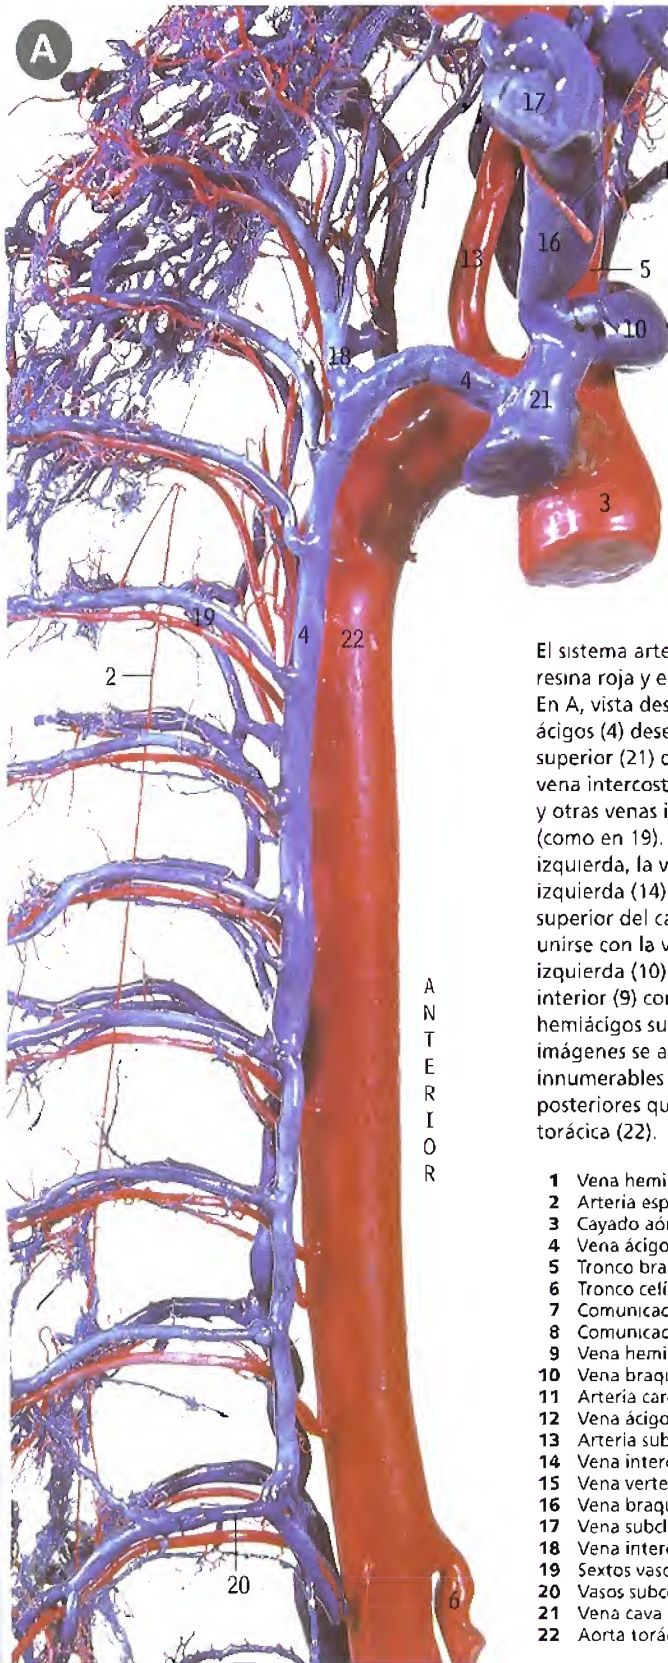 A
17
16
13
5
10
18
4
21
3
19
4
22
2
El sistema arte
resina roja y e
En A, vista des
ácigos (4) dese
superior (21) c
vena intercost
y otras venas i
(como en 19).
izquierda, la v
izquierda (14)
superior del ca
unirse con la v
izquierda (10)
interior (9) cor
hemiácigos su
imágenes se a
innumerables
posteriores qu
torácica (22).
ANTERIOR
1 Vena hemi
2 Arteria esp
3 Cayado aór
4 Vena ácigo
5 Tronco bra
6 Tronco celí
7 Comunicac
8 Comunicac
9 Vena hemi
10 Vena braqu
11 Arteria car
12 Vena ácigo
13 Arteria sub
14 Vena interc
15 Vena verte
16 Vena braqu
17 Vena subcl
18 Vena interc
19 Sextos vaso
20 Vasos subco
21 Vena cava
22 Aorta torác
20
6